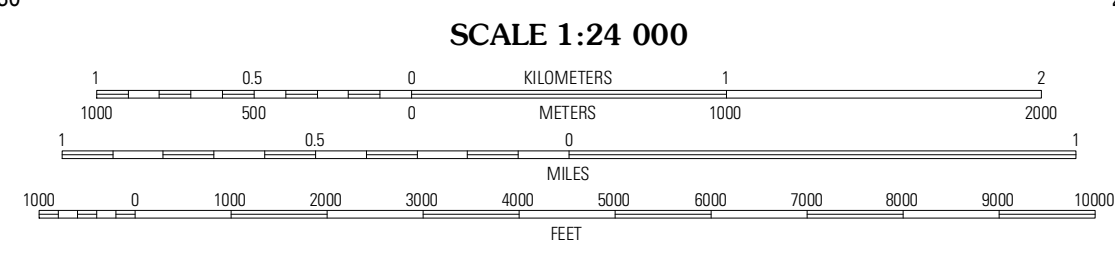 SCALE 1:24 000
1 0.5 0 KILOMETERS 1 2
1000 500 0 METERS 1000 2000
1 0.5 0 1
MILES
1000 0 1000 2000 3000 4000 5000 6000 7000 8000 9000 10000
FEET